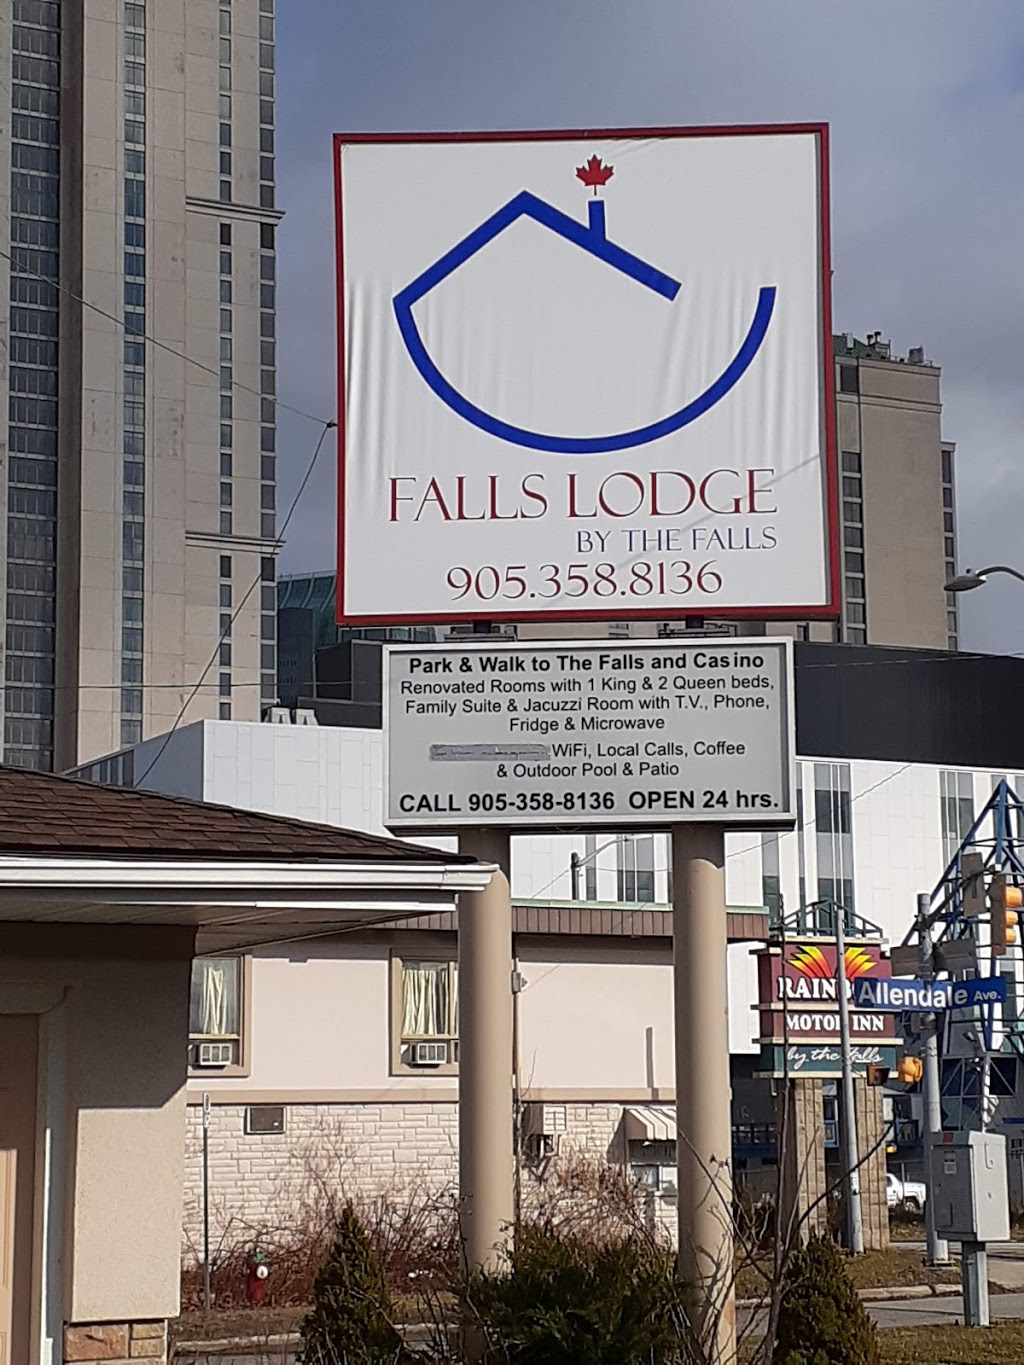 FALLS LODGE
BY THE FALLS
905.358.8136
Park & Walk to The Falls and Casino
Renovated Rooms with 1 King & 2 Queen beds,
Family Suite & Jacuzzi Room with T.V., Phone,
Fridge & Microwave
WiFi, Local Calls, Coffee
& Outdoor Pool & Patio
CALL 905-358-8136 OPEN 24 hrs.
Allendale Ave.
MOTOR INN
by the falls